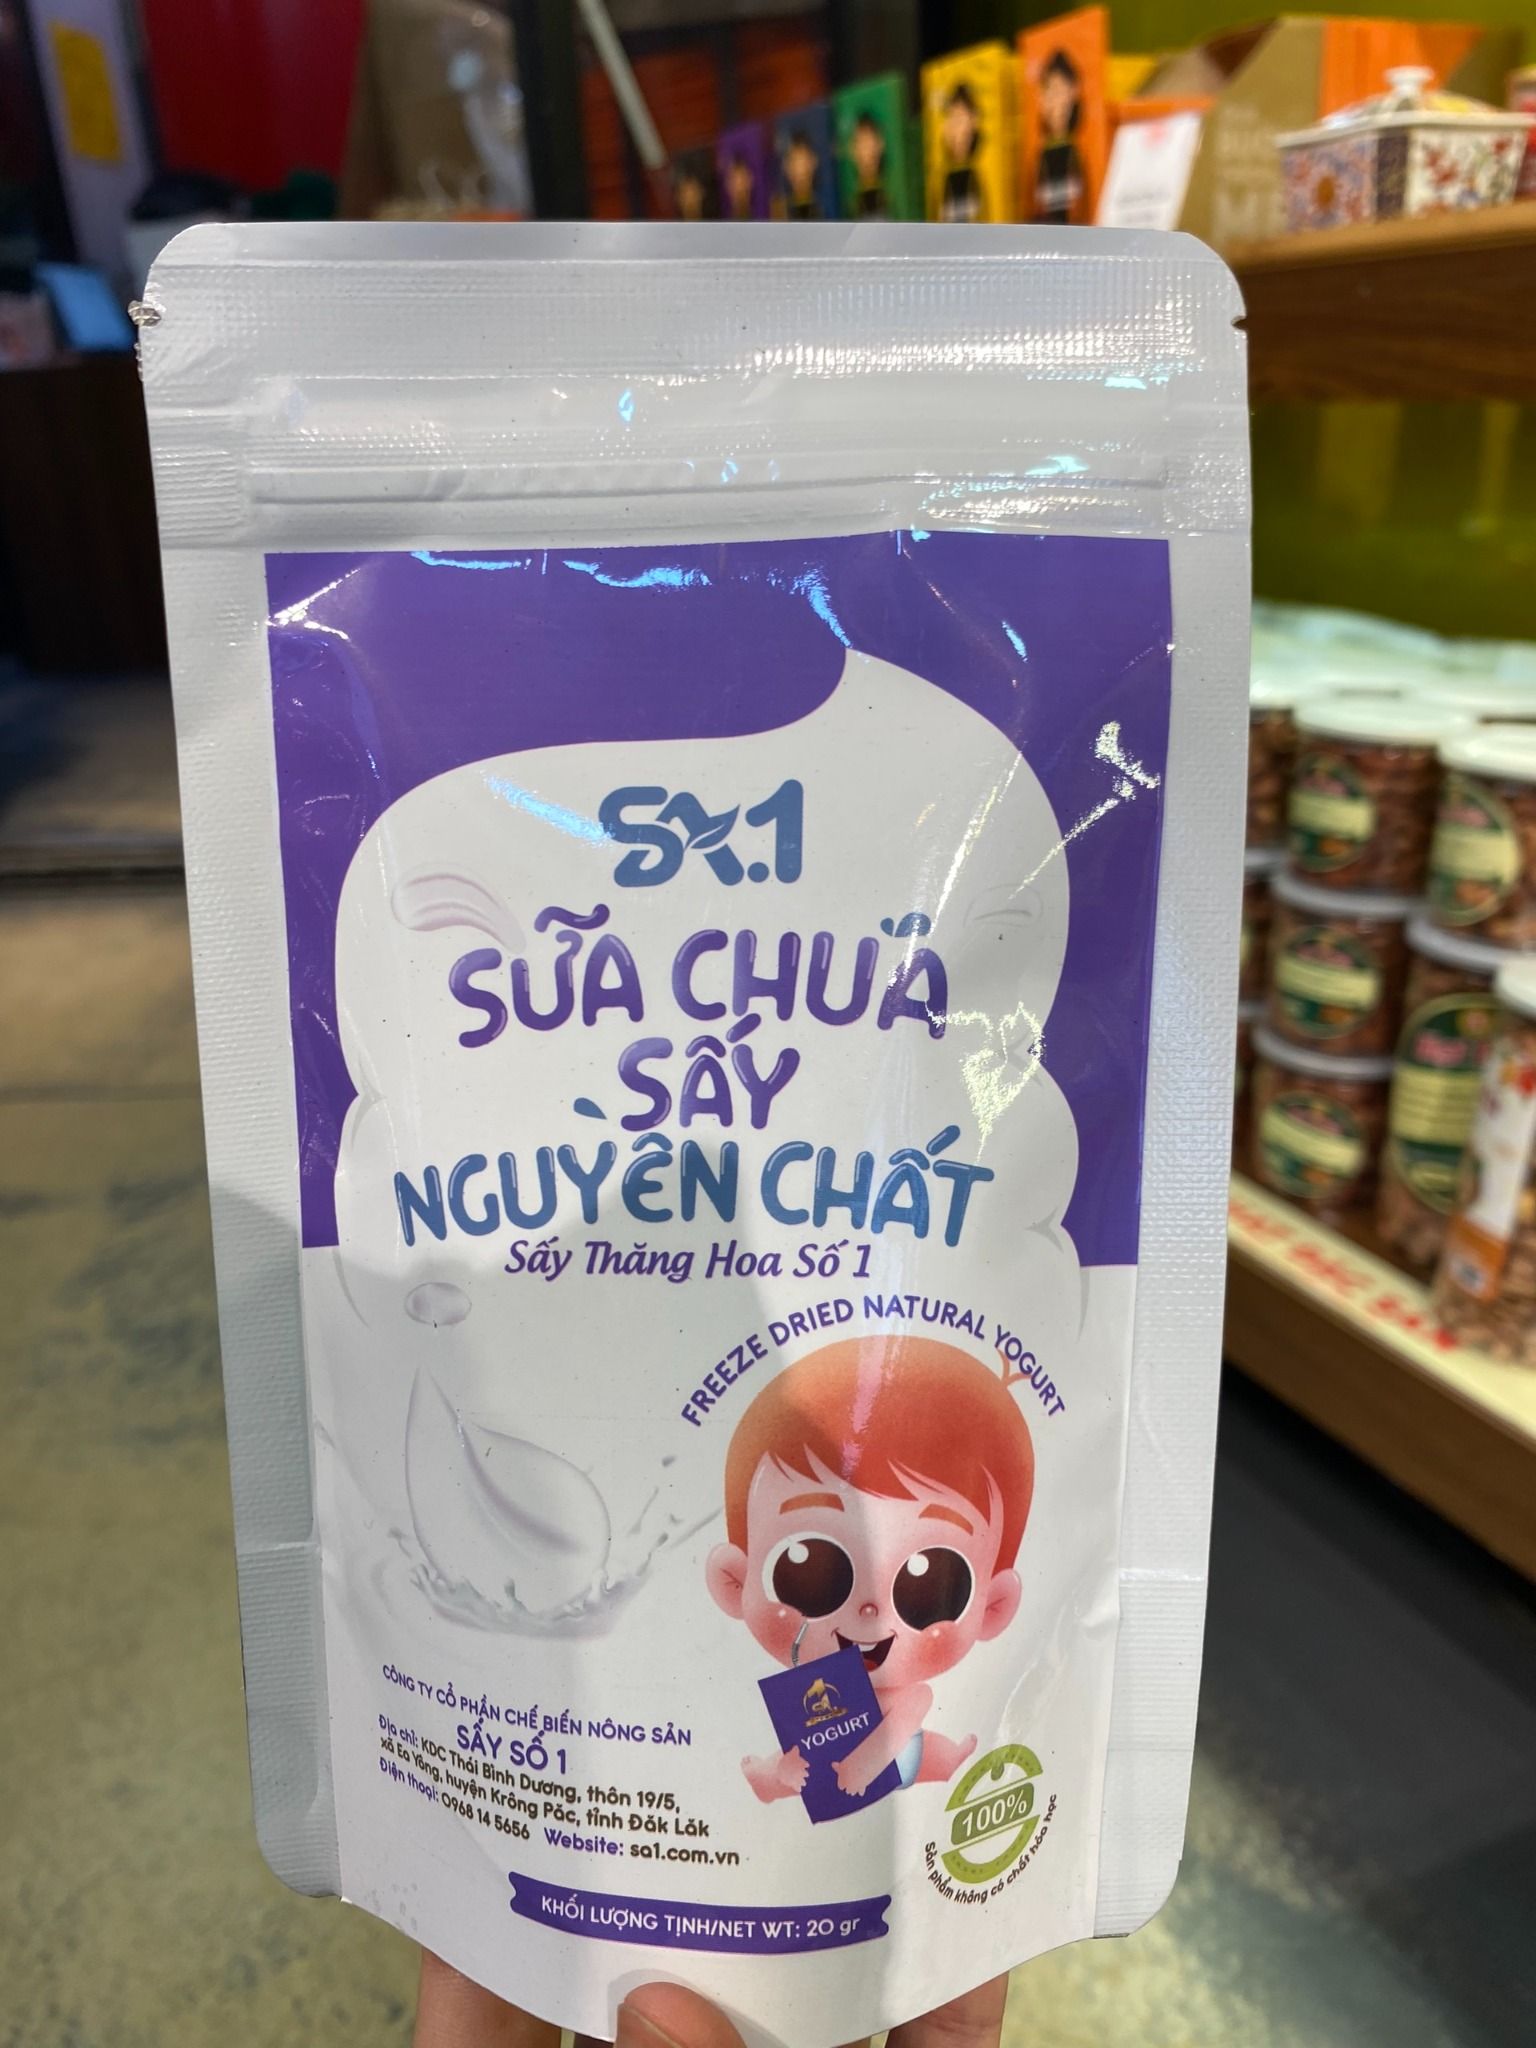 SA.1
SỮA CHUA
SẤY
NGUYÊN CHẤT
Sấy Thăng Hoa Số 1
FREEZE DRIED NATURAL YOGURT
YOGURT
CÔNG TY CỔ PHẦN CHẾ BIẾN NÔNG SẢN
SẤY SỐ 1
Địa chỉ: KDC Thái Bình Dương, thôn 19/5,
xã Ea Yông, huyện Krông Pắc, tỉnh Đăk Lăk
Điện thoại: 0968 14 5656 Website: sa1.com.vn
100%
Sản phẩm không có chất hóa học
KHỐI LƯỢNG TỊNH/NET WT: 20 gr